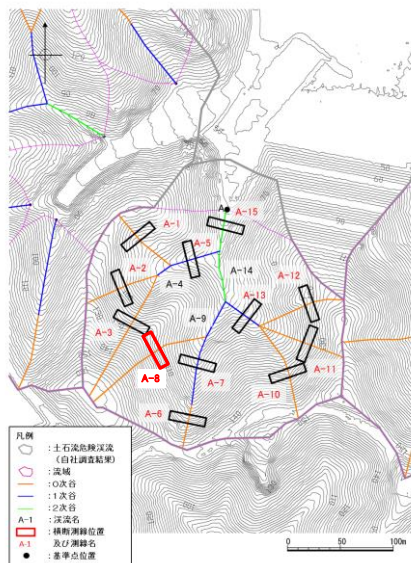 A-1
A
A-15
A-5
A-2
A-4
A-14
A-12
A-9
A-13
A-3
A-8
A-7
A-11
A-10
A-6
凡例
：土石流危険渓流
（自社調査結果）
：流域
：０次谷
：１次谷
：２次谷
A-1 ：渓流名
：横断測線位置
A-1 及び測線名
：基準点位置
0 50 100m